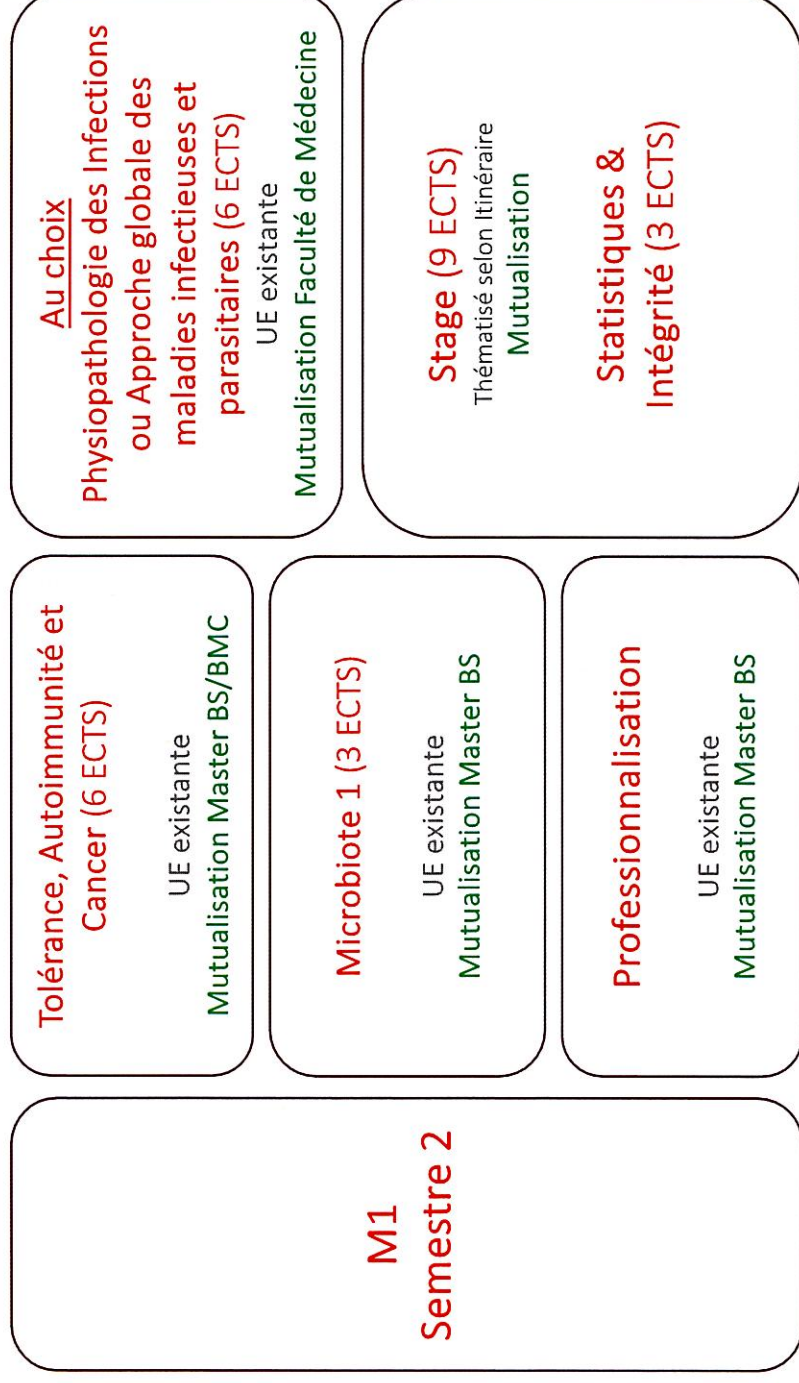 M1
Semestre 2
Tolérance, Autoimmunité et
Cancer (6 ECTS)
UE existante
Mutualisation Master BS/BMC
Microbiote 1 (3 ECTS)
UE existante
Mutualisation Master BS
Professionnalisation
UE existante
Mutualisation Master BS
Au choix
Physiopathologie des Infections
ou Approche globale des
maladies infectieuses et
parasitaires (6 ECTS)
UE existante
Mutualisation Faculté de Médecine
Stage (9 ECTS)
Thématisé selon Itinéraire
Mutualisation
Statistiques &
Intégrité (3 ECTS)